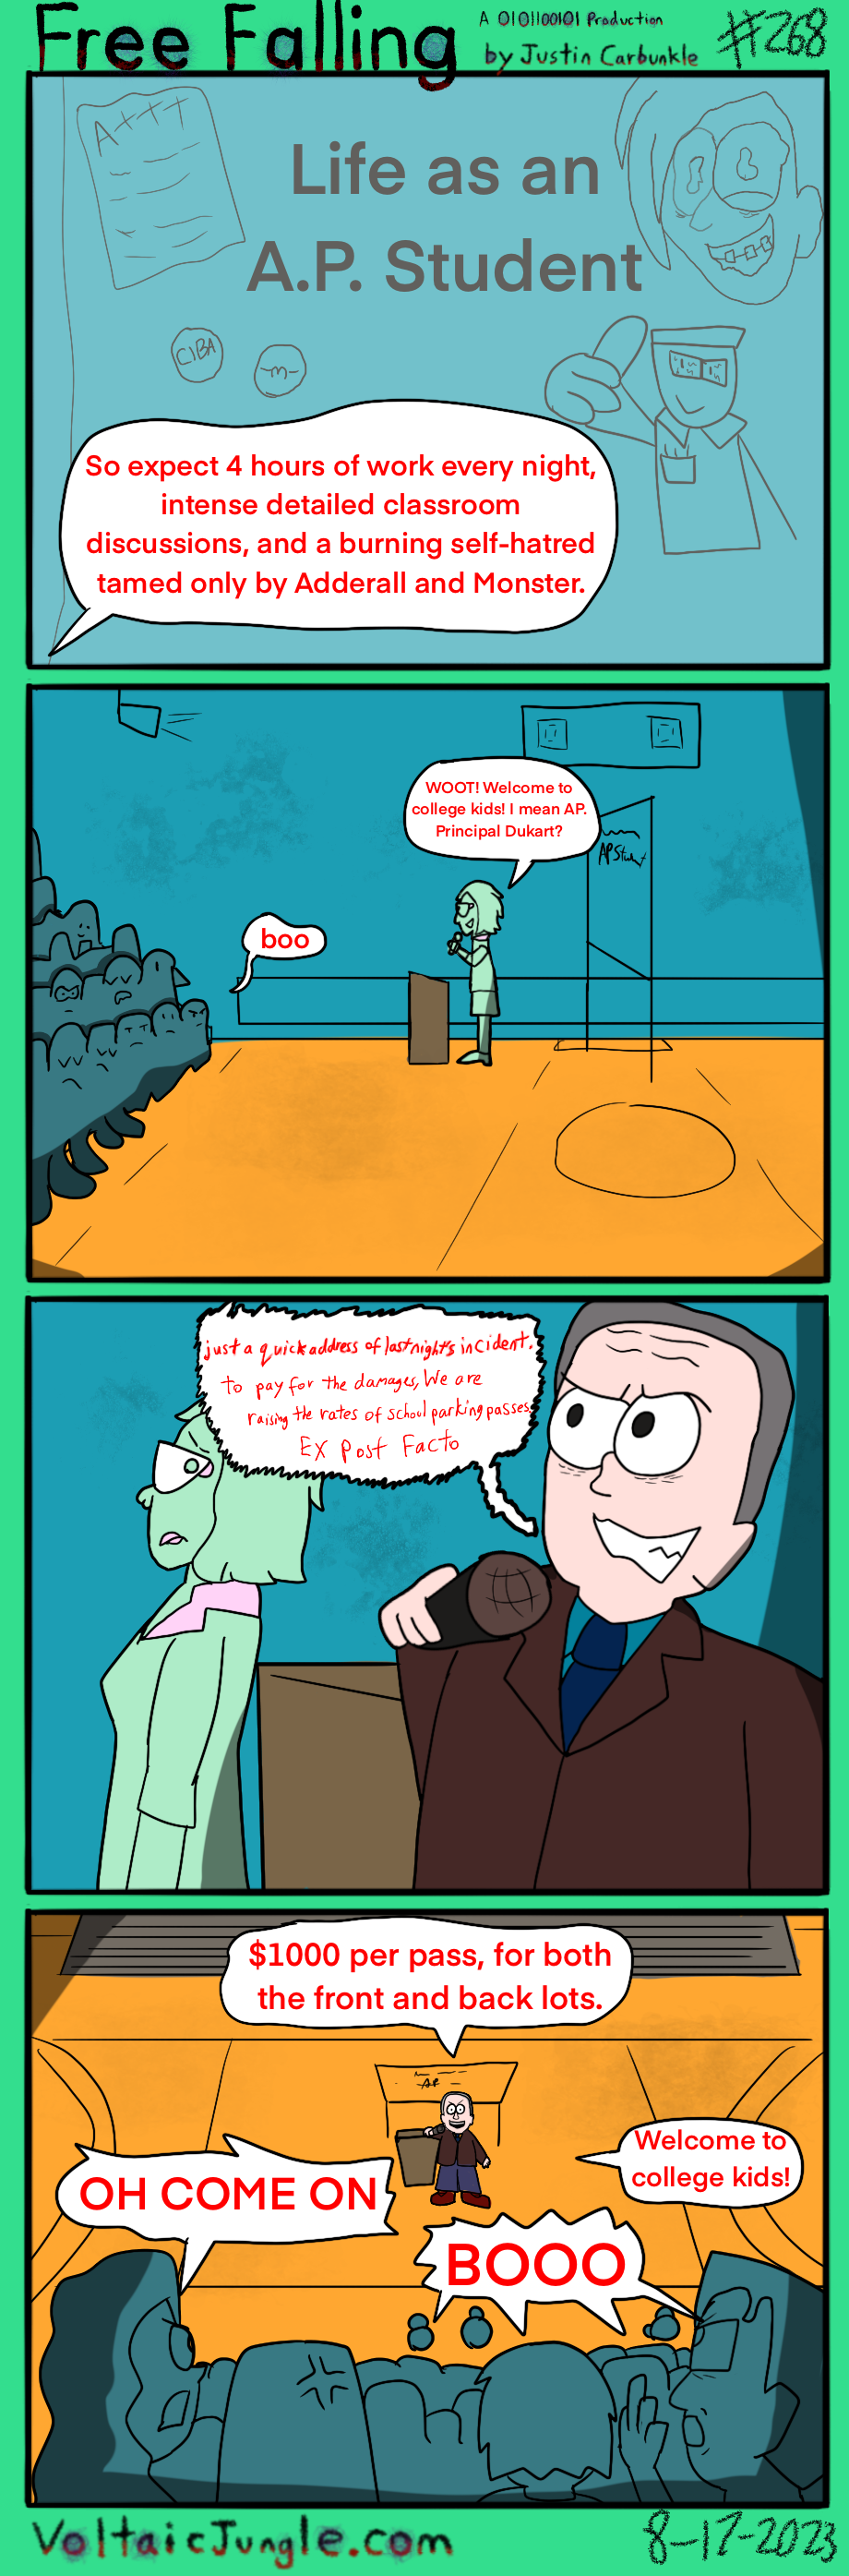 Free Falling
A 0101100101 Production
by Justin Carbunkle
#268
A+++
Life as an
A.P. Student
CIBA
-m-
So expect 4 hours of work every night,
intense detailed classroom
discussions, and a burning self-hatred
tamed only by Adderall and Monster.
WOOT! Welcome to
college kids! I mean AP.
Principal Dukart?
AP Student
boo
just a quick address of last night's incident.
to pay for the damages, We are
raising the rates of school parking passes
Ex Post Facto
$1000 per pass, for both
the front and back lots.
AP
Welcome to
college kids!
OH COME ON
BOOO
VoltaicJungle.com
8-17-2023